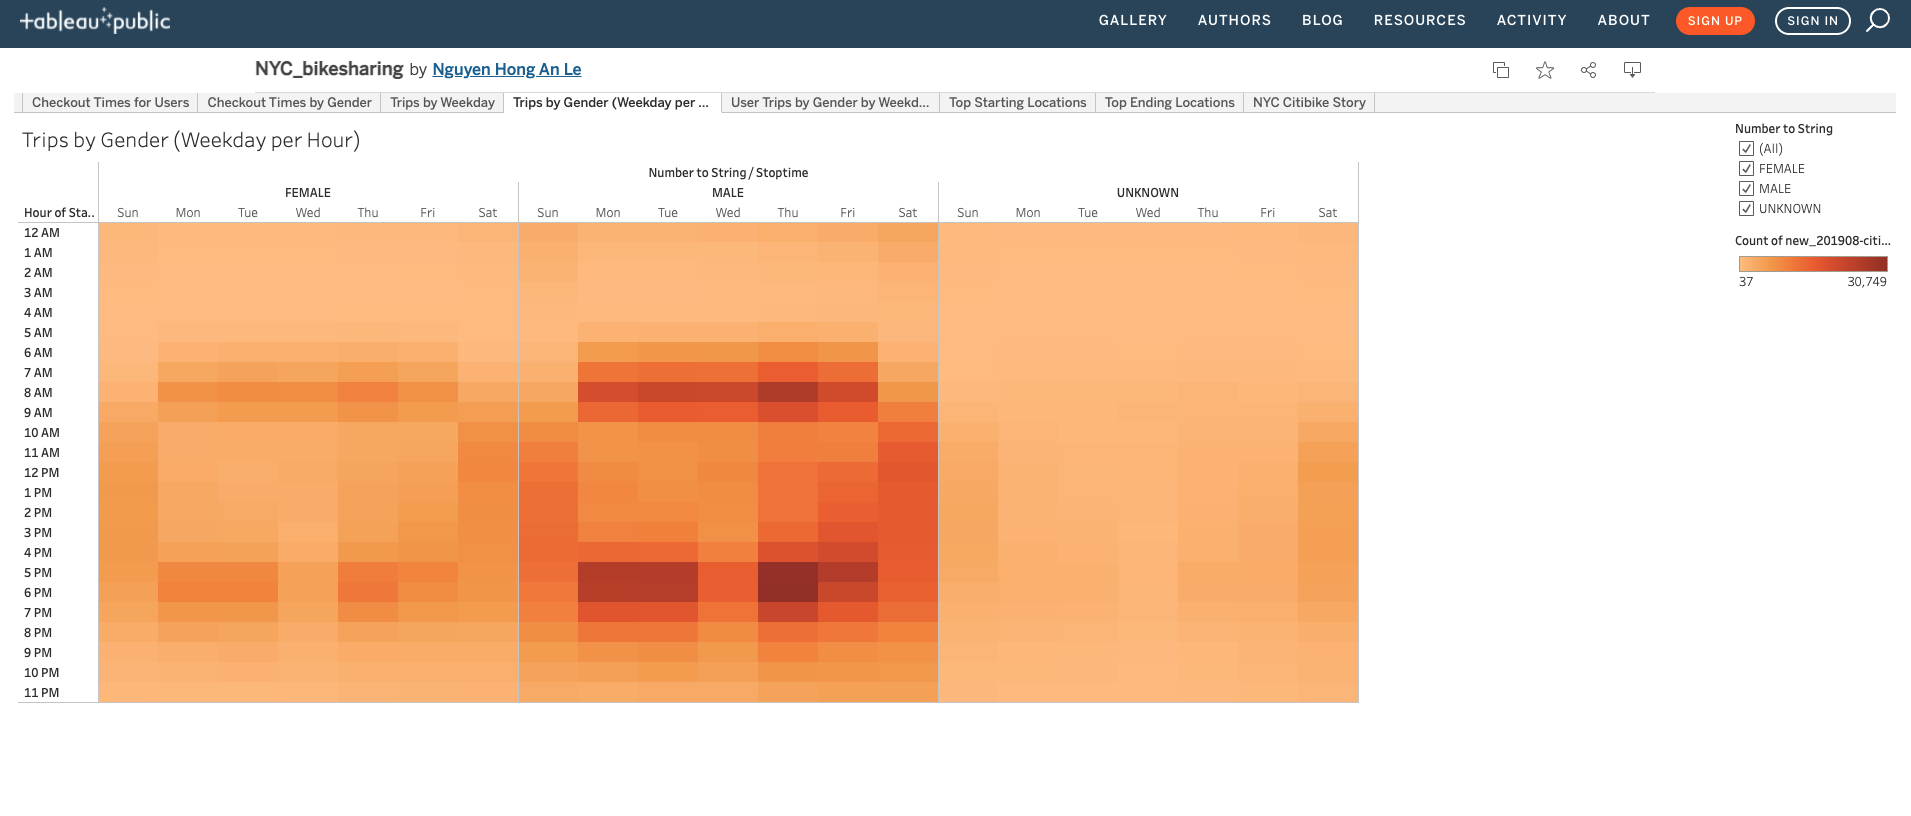 +ableau+public
GALLERY AUTHORS BLOG RESOURCES ACTIVITY ABOUT SIGN UP SIGN IN
NYC_bikesharing by Nguyen Hong An Le
Checkout Times for Users Checkout Times by Gender Trips by Weekday Trips by Gender (Weekday per ... User Trips by Gender by Weekd... Top Starting Locations Top Ending Locations NYC Citibike Story
Trips by Gender (Weekday per Hour)
Number to String / Stoptime
FEMALE MALE UNKNOWN
Hour of Sta.. Sun Mon Tue Wed Thu Fri Sat Sun Mon Tue Wed Thu Fri Sat Sun Mon Tue Wed Thu Fri Sat
12 AM
1 AM
2 AM
3 AM
4 AM
5 AM
6 AM
7 AM
8 AM
9 AM
10 AM
11 AM
12 PM
1 PM
2 PM
3 PM
4 PM
5 PM
6 PM
7 PM
8 PM
9 PM
10 PM
11 PM
Number to String
(All)
FEMALE
MALE
UNKNOWN
Count of new_201908-citi...
37 30,749